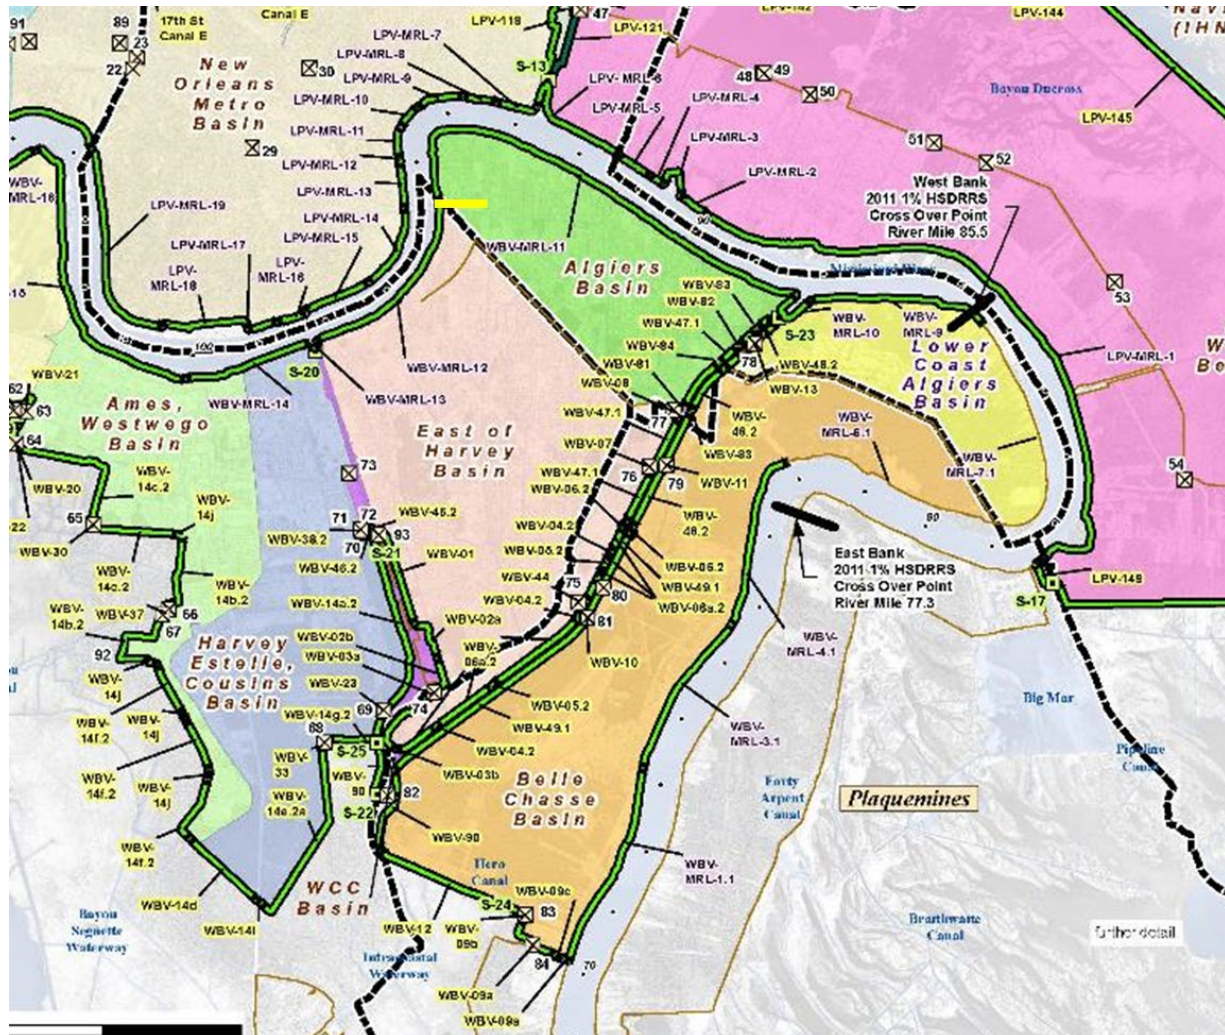 91
89
17th St
Canal E
23
22
Canal E
LPV-118
47
LPV-121
LPV-144
(IHN
New
Orleans
Metro
Basin
30
29
LPV-MRL-7
LPV-MRL-8
LPV-MRL-9
LPV-MRL-10
LPV-MRL-11
LPV-MRL-12
LPV-MRL-13
LPV-MRL-14
LPV-MRL-15
LPV-
MRL-16
LPV-MRL-17
LPV-
MRL-18
LPV-MRL-19
S-13
LPV-MRL-6
LPV-MRL-5
LPV-MRL-4
LPV-MRL-3
LPV-MRL-2
48
49
50
51
52
53
54
Bayou Ducross
LPV-145
West Bank
2011 1% HSDRRS
Cross Over Point
River Mile 85.5
90
Mississippi River
LPV-MRL-1
WBV-MRL-11
Algiers
Basin
WBV-83
WBV-82
WBV-47.1
WBV-84
WBV-81
WBV-08
WBV-47.1
WBV-07
WBV-47.1
WBV-06.2
WBV-04.2
WBV-05.2
WBV-44
WBV-04.2
S-23
78
WBV-
MRL-10
WBV-
MRL-9
WBV-48.2
WBV-13
Lower
Coast
Algiers
Basin
WBV-
MRL-6.1
WBV-
MRL-7.1
77
76
79
WBV-
48.2
WBV-83
WBV-11
WBV-
48.2
WBV-06.2
WBV-49.1
WBV-06a.2
75
80
81
WBV-10
100
S-20
WBV-MRL-12
WBV-MRL-13
WBV-MRL-14
WBV-21
62
63
64
WBV-20
65
WBV-30
Ames,
Westwego
Basin
WBV-
14c.2
WBV-
14j
WBV-
14c.2
WBV-
14b.2
WBV-37
WBV-
14b.2
66
67
92
WBV-
14j
WBV-
14f.2
WBV-
14j
WBV-
14f.2
WBV-
14j
WBV-
14f.2
WBV-14d
WBV-14i
East of
Harvey
Basin
73
71
72
70
93
S-21
WBV-45.2
WBV-38.2
WBV-46.2
WBV-01
WBV-14a.2
WBV-02a
WBV-02b
WBV-03a
WBV-23
WBV-
06a.2
69
74
WBV-14g.2
68
S-25
WBV-
33
WBV-
14e.2a
WBV-
90
S-22
82
WBV-90
Harvey
Estelle,
Cousins
Basin
WBV-05.2
WBV-49.1
WBV-04.2
WBV-03b
Belle
Chasse
Basin
WCC
Basin
Hero
Canal
WBV-09c
S-24
83
WBV-12
WBV-
09b
84
70
WBV-09a
WBV-09a
Bayou
Segnette
Waterway
Intracoastal
Waterway
WBV-
MRL-4.1
WBV-
MRL-3.1
WBV-
MRL-1.1
80
East Bank
2011 1% HSDRRS
Cross Over Point
River Mile 77.3
S-17
LPV-149
Big Mar
Pipeline
Canal
Forty
Arpent
Canal
Plaquemines
Braithwaite
Canal
further detail